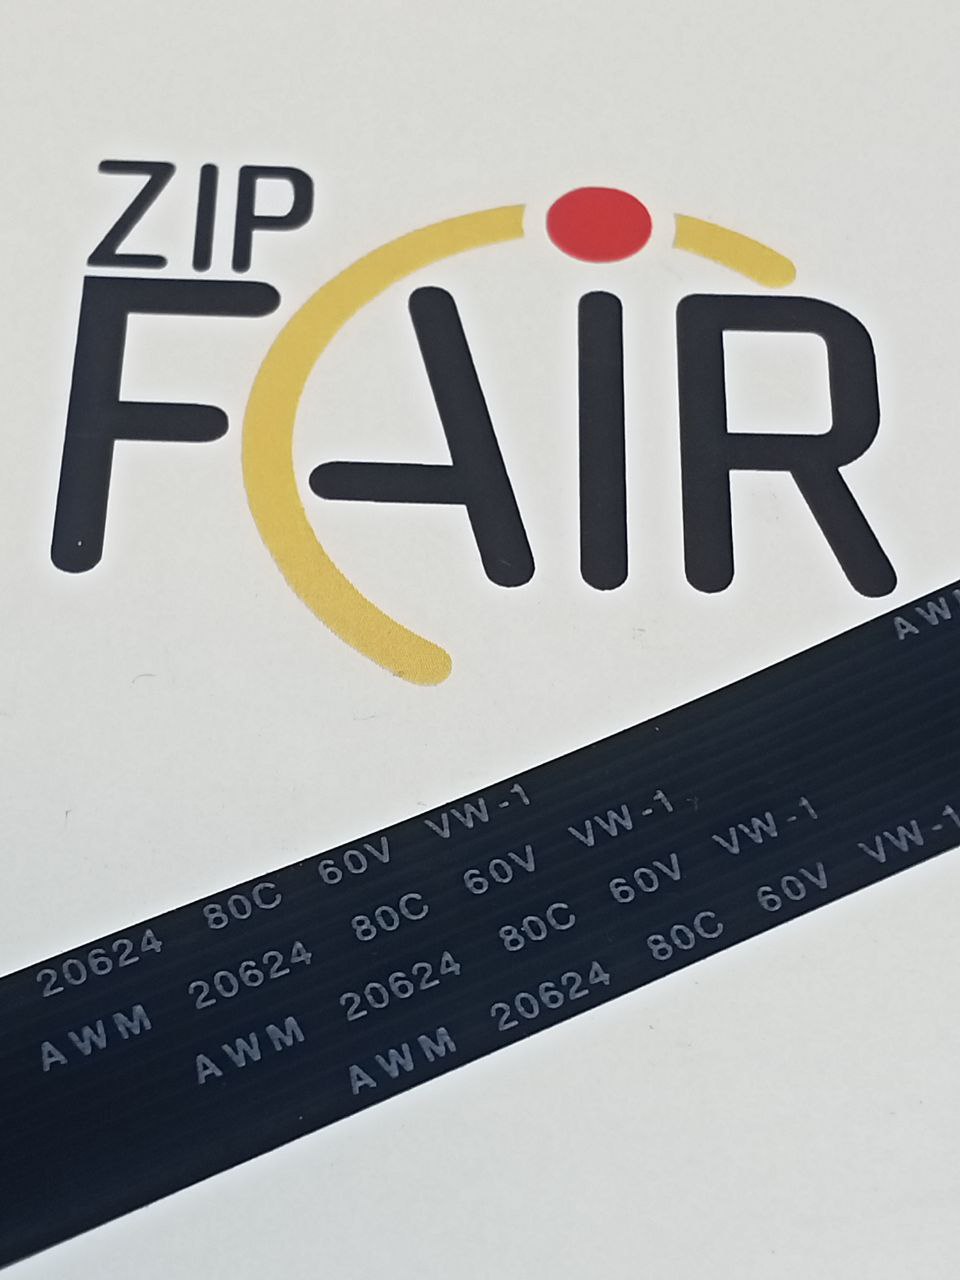 ZIP
FAIR
AWM
20624 80C 60V VW-1
AWM 20624 80C 60V VW-1
AWM 20624 80C 60V VW-1
AWM 20624 80C 60V VW-1